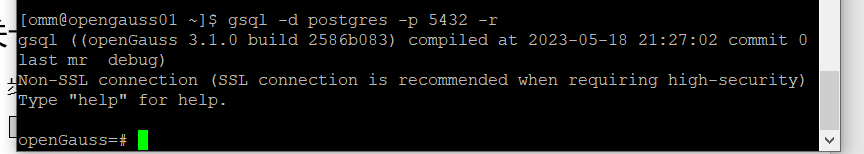 [omm@opengauss01 ~]$ gsql -d postgres -p 5432 -r
gsql ((openGauss 3.1.0 build 2586b083) compiled at 2023-05-18 21:27:02 commit 0
last mr  debug)
Non-SSL connection (SSL connection is recommended when requiring high-security)
Type "help" for help.
openGauss=#